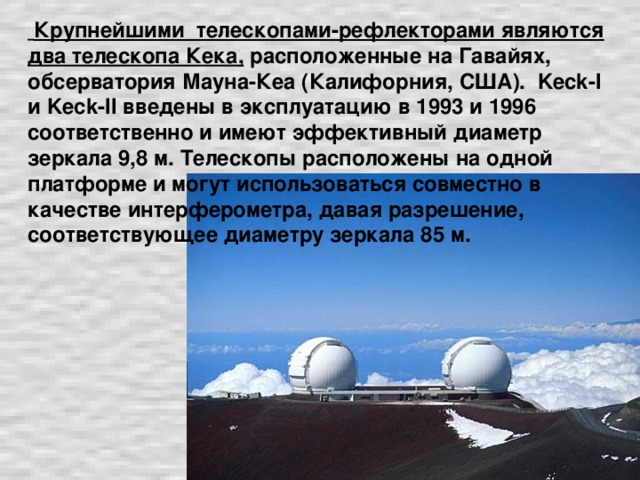 Крупнейшими телескопами-рефлекторами являются
два телескопа Кека, расположенные на Гавайях,
обсерватория Мауна-Кеа (Калифорния, США). Keck-I
и Keck-II введены в эксплуатацию в 1993 и 1996
соответственно и имеют эффективный диаметр
зеркала 9,8 м. Телескопы расположены на одной
платформе и могут использоваться совместно в
качестве интерферометра, давая разрешение,
соответствующее диаметру зеркала 85 м.